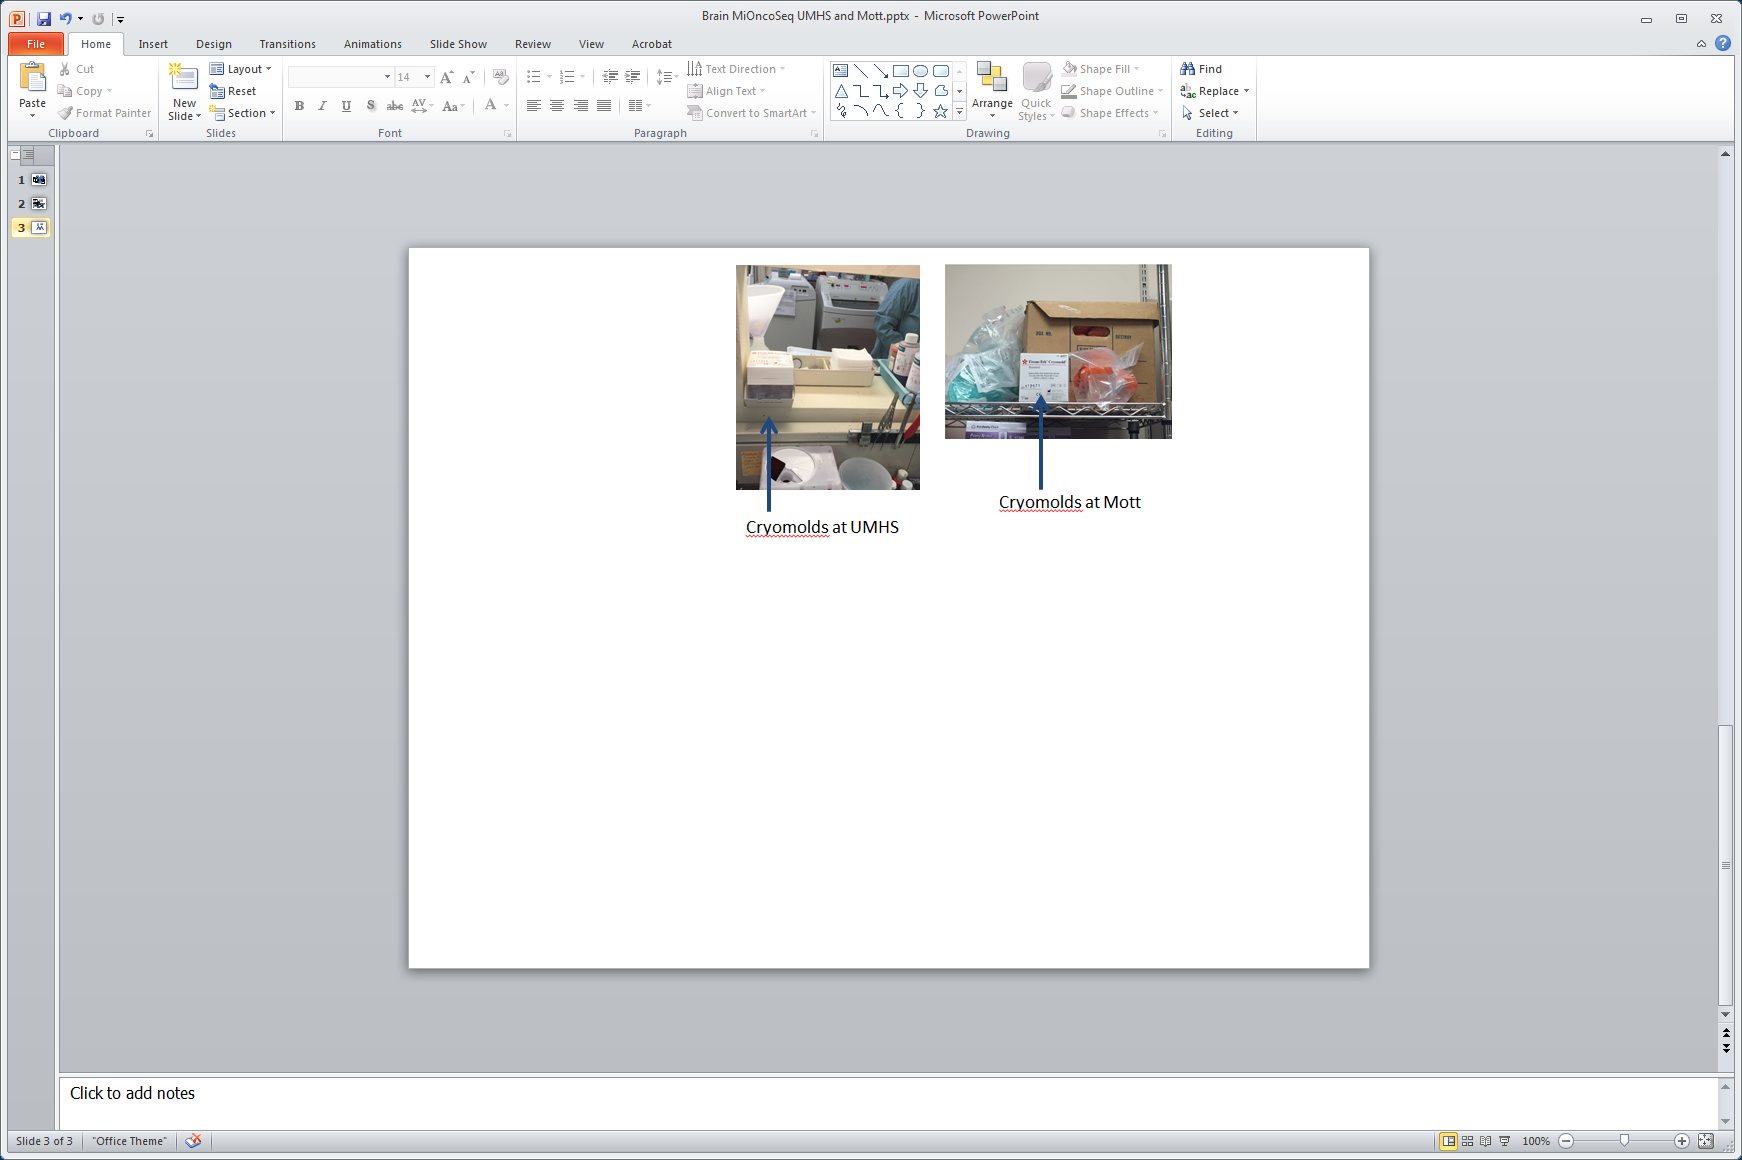 Brain MiOncoSeq UMHS and Mott.pptx - Microsoft PowerPoint
File Home Insert Design Transitions Animations Slide Show Review View Acrobat
Paste
Cut
Copy
Format Painter
Clipboard
New Slide
Layout
Reset
Section
Slides
14
Font
Text Direction
Align Text
Convert to SmartArt
Paragraph
Arrange
Quick Styles
Shape Fill
Shape Outline
Shape Effects
Drawing
Find
Replace
Select
Editing
1
2
3
Cryomolds at UMHS
Cryomolds at Mott
Click to add notes
Slide 3 of 3 "Office Theme" 100%